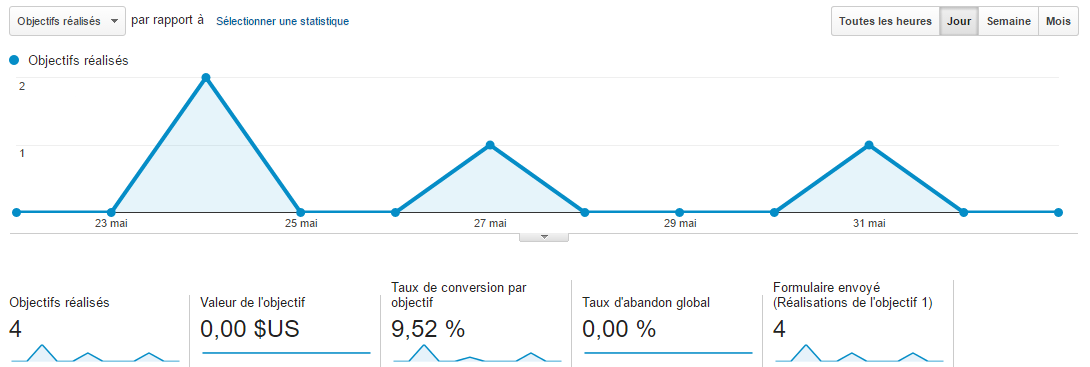 Objectifs réalisés par rapport à Sélectionner une statistique Toutes les heures Jour Semaine Mois
Objectifs réalisés
2
1
23 mai 25 mai 27 mai 29 mai 31 mai
Objectifs réalisés
4
Valeur de l'objectif
0,00 $US
Taux de conversion par
objectif
9,52 %
Taux d'abandon global
0,00 %
Formulaire envoyé
(Réalisations de l'objectif 1)
4